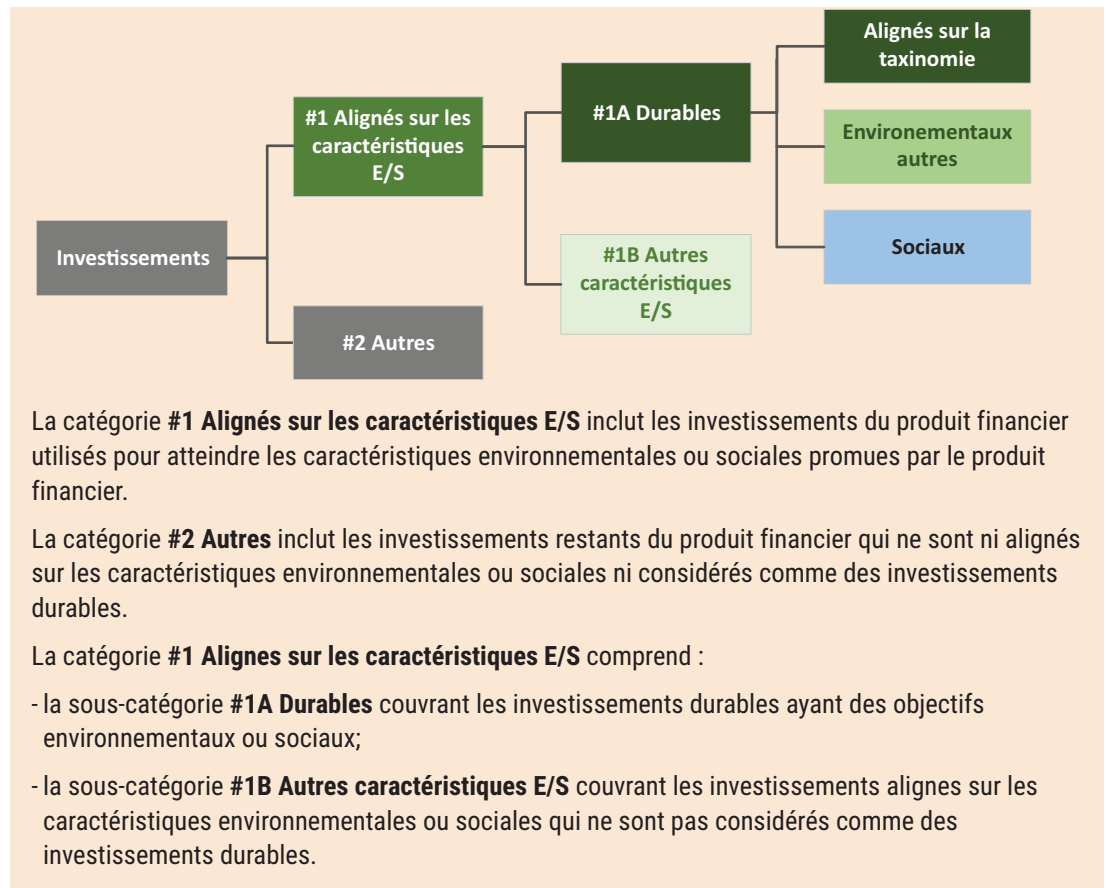 Alignés sur la
taxinomie
#1 Alignés sur les
caractéristiques
E/S
#1A Durables
Environementaux
autres
Investissements
#1B Autres
caractéristiques
E/S
Sociaux
#2 Autres
La catégorie #1 Alignés sur les caractéristiques E/S inclut les investissements du produit financier
utilisés pour atteindre les caractéristiques environnementales ou sociales promues par le produit
financier.
La catégorie #2 Autres inclut les investissements restants du produit financier qui ne sont ni alignés
sur les caractéristiques environnementales ou sociales ni considérés comme des investissements
durables.
La catégorie #1 Alignes sur les caractéristiques E/S comprend :
- la sous-catégorie #1A Durables couvrant les investissements durables ayant des objectifs
environnementaux ou sociaux;
- la sous-catégorie #1B Autres caractéristiques E/S couvrant les investissements alignes sur les
caractéristiques environnementales ou sociales qui ne sont pas considérés comme des
investissements durables.